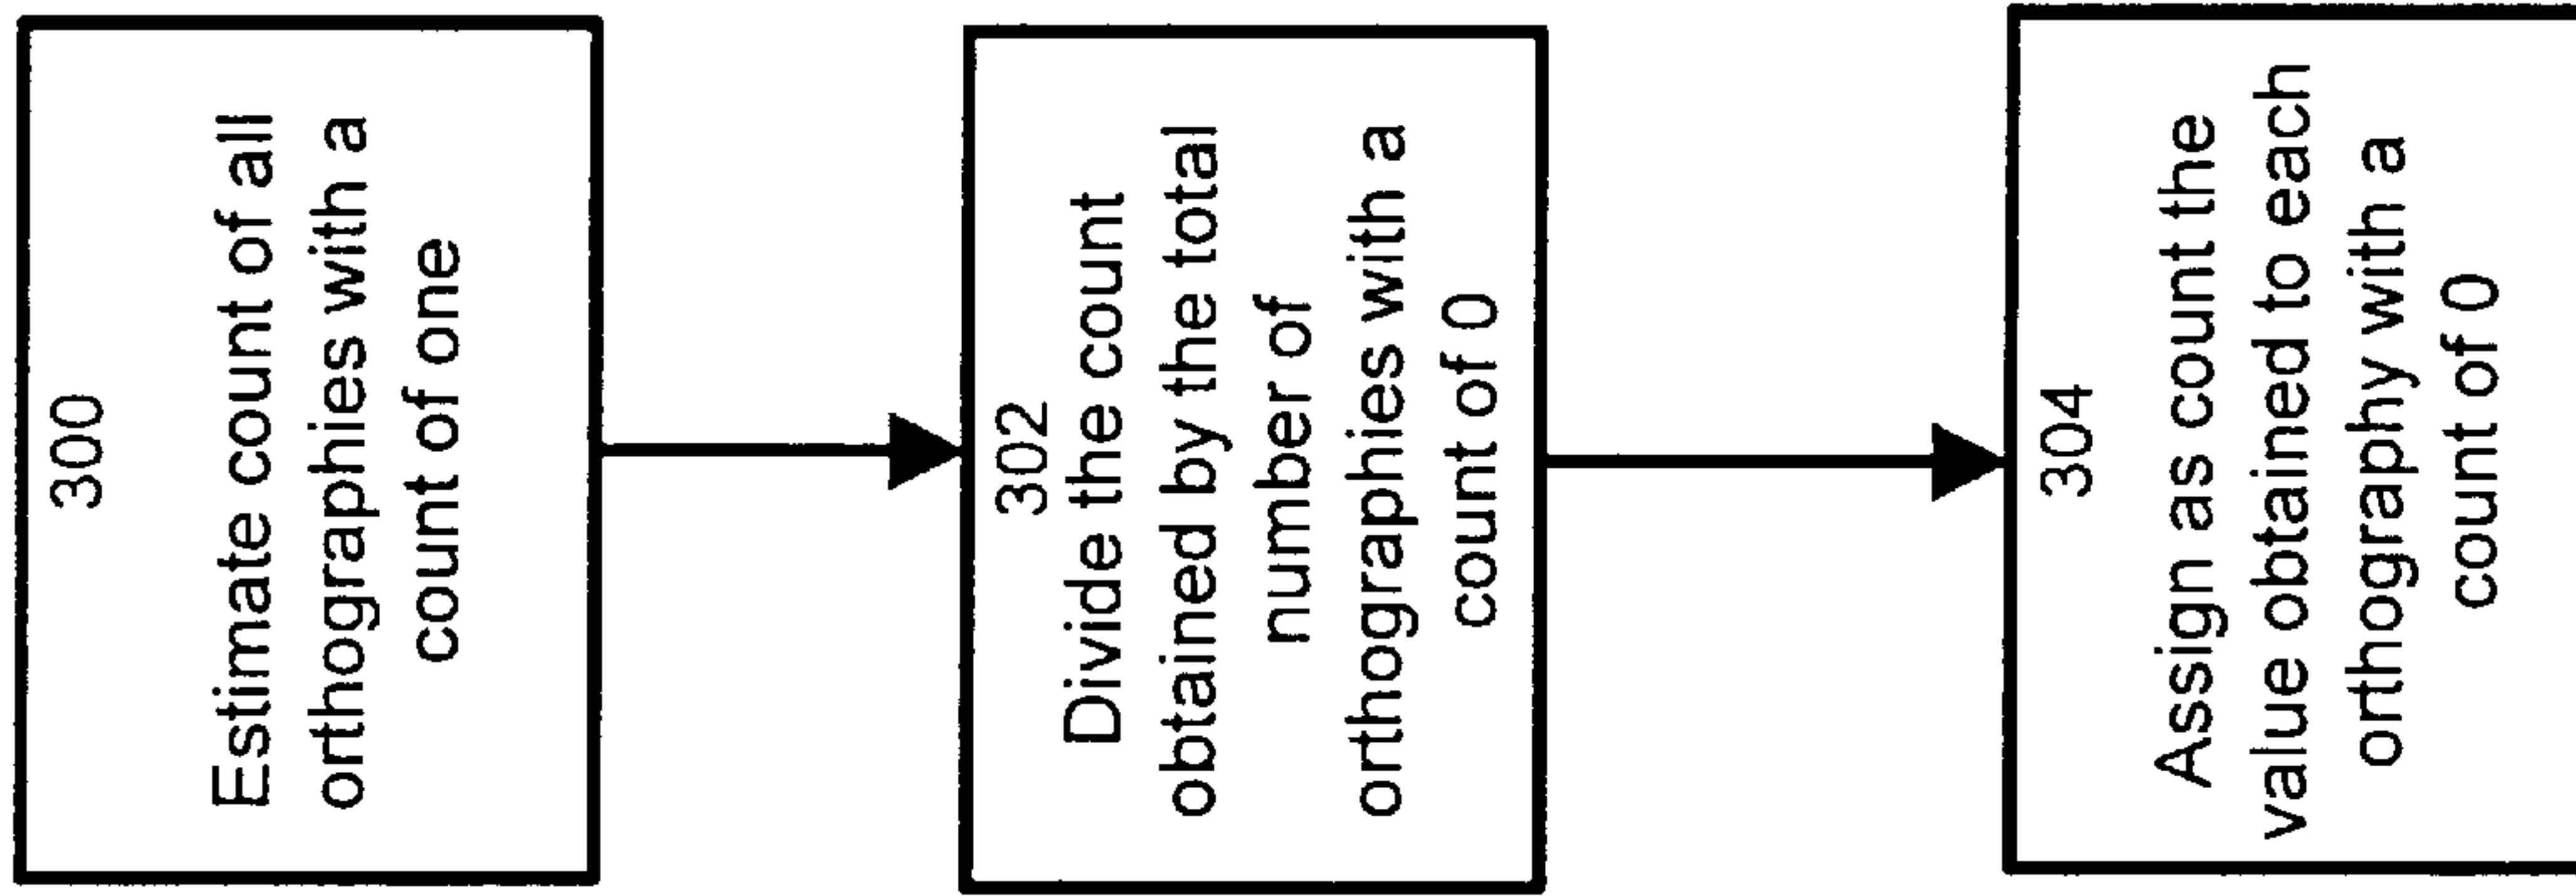 300
Estimate count of all
orthographies with a
count of one
302
Divide the count
obtained by the total
number of
orthographies with a
count of 0
304
Assign as count the
value obtained to each
orthography with a
count of 0